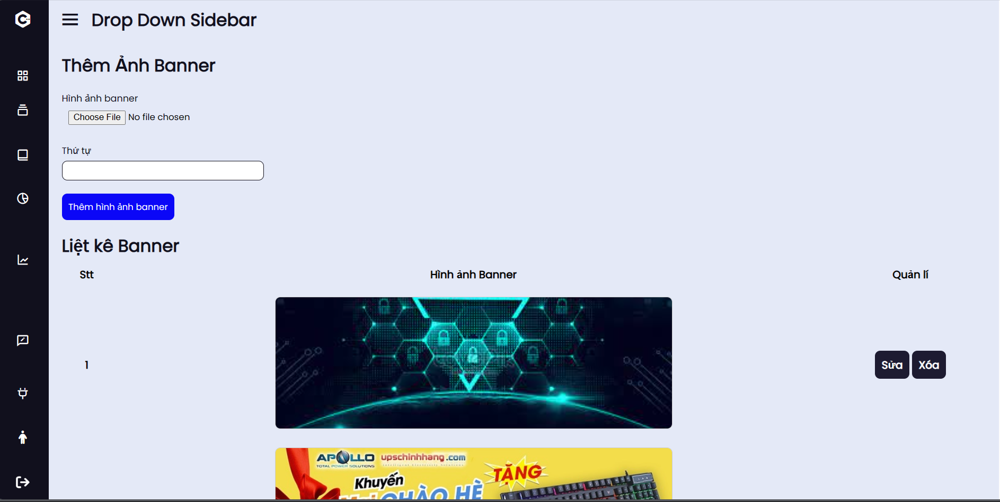 Drop Down Sidebar
Thêm Ảnh Banner
Hình ảnh banner
Choose File No file chosen
Thứ tự
Thêm hình ảnh banner
Liệt kê Banner
Stt Hình ảnh Banner Quản lí
1 Sửa Xóa
APOLLO upschinhhang.com
TOTAL POWER SOLUTIONS
Khuyến
TẶNG
CHÀO HÈ